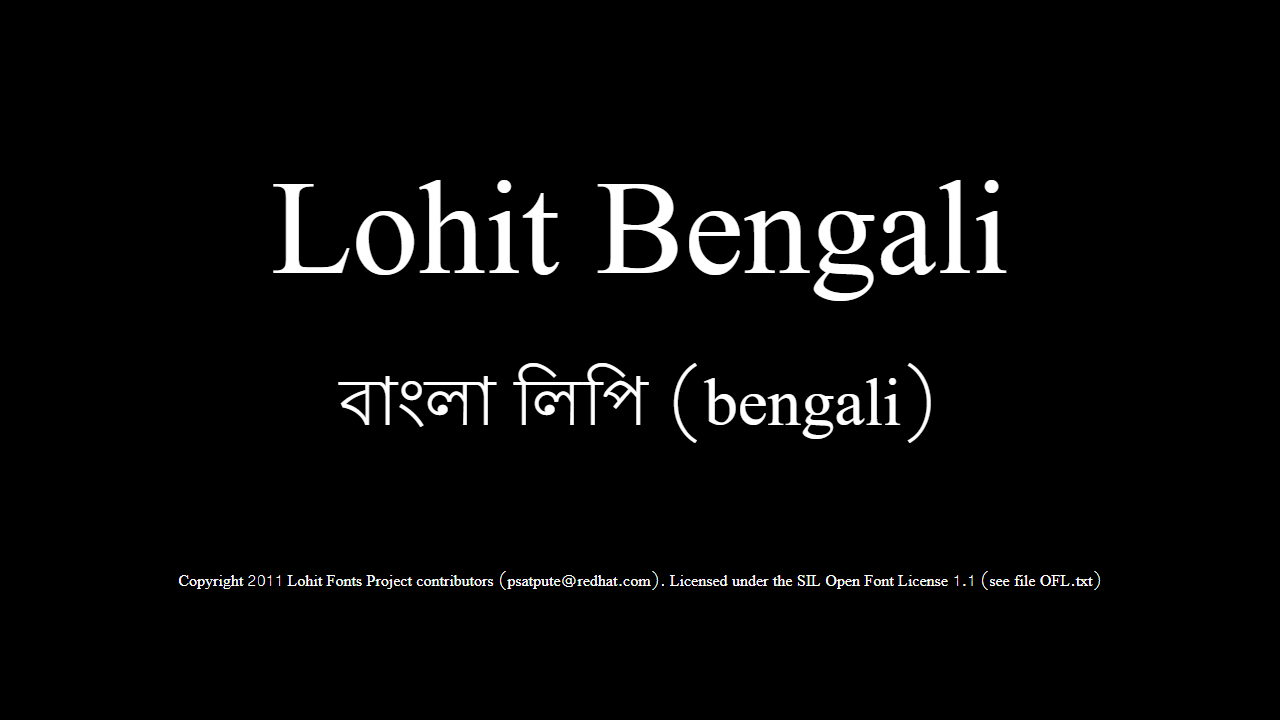 Lohit Bengali
বাংলা লিপি (bengali)
Copyright 2011 Lohit Fonts Project contributors (psatpute@redhat.com). Licensed under the SIL Open Font License 1.1 (see file OFL.txt)